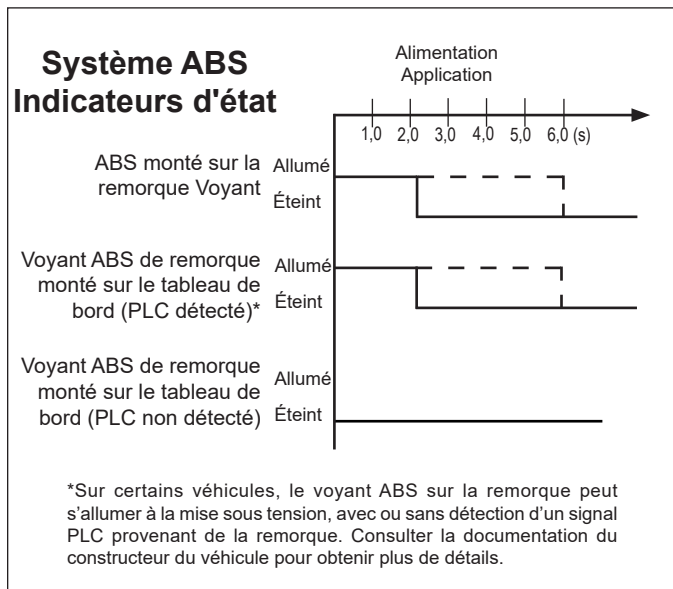 Système ABS
Indicateurs d'état
Alimentation
Application
1,0 2,0 3,0 4,0 5,0 6,0 (s)
ABS monté sur la
remorque Voyant
Allumé
Éteint
Voyant ABS de remorque
monté sur le tableau de
bord (PLC détecté)*
Allumé
Éteint
Voyant ABS de remorque
monté sur le tableau de
bord (PLC non détecté)
Allumé
Éteint
*Sur certains véhicules, le voyant ABS sur la remorque peut
s’allumer à la mise sous tension, avec ou sans détection d’un signal
PLC provenant de la remorque. Consulter la documentation du
constructeur du véhicule pour obtenir plus de détails.